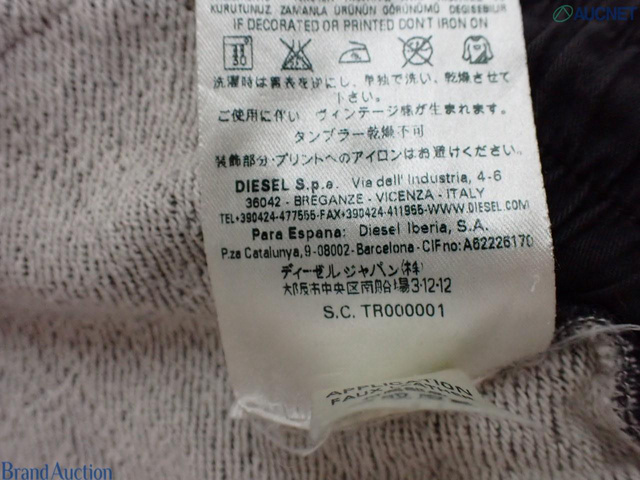 AUCNET
KURUTUNUZ ZAMANLA ÜRÜNÜN GÖRÜNÜMÜ DEĞİŞEBİLİR
IF DECORATED OR PRINTED DON'T IRON ON
30
洗濯時は裏表を逆にし、単独で洗い、乾燥させて
下さい。
ご使用に伴い、ヴィンテージ味が生まれます。
タンブラー乾燥不可
装飾部分・プリントへのアイロンはお避けください。
DIESEL S.p.a. Via dell' Industria, 4-6
36042 - BREGANZE - VICENZA - ITALY
TEL+390424-477555-FAX+390424-411955-WWW.DIESEL.COM
Para Espana: Diesel Iberia, S.A.
P.za Catalunya, 9-08002-Barcelona - CIFno:A62226170
ディーゼル ジャパン(株)
大阪市中央区南船場3-12-12
S.C. TR000001
APPLICATION
Brand Auction